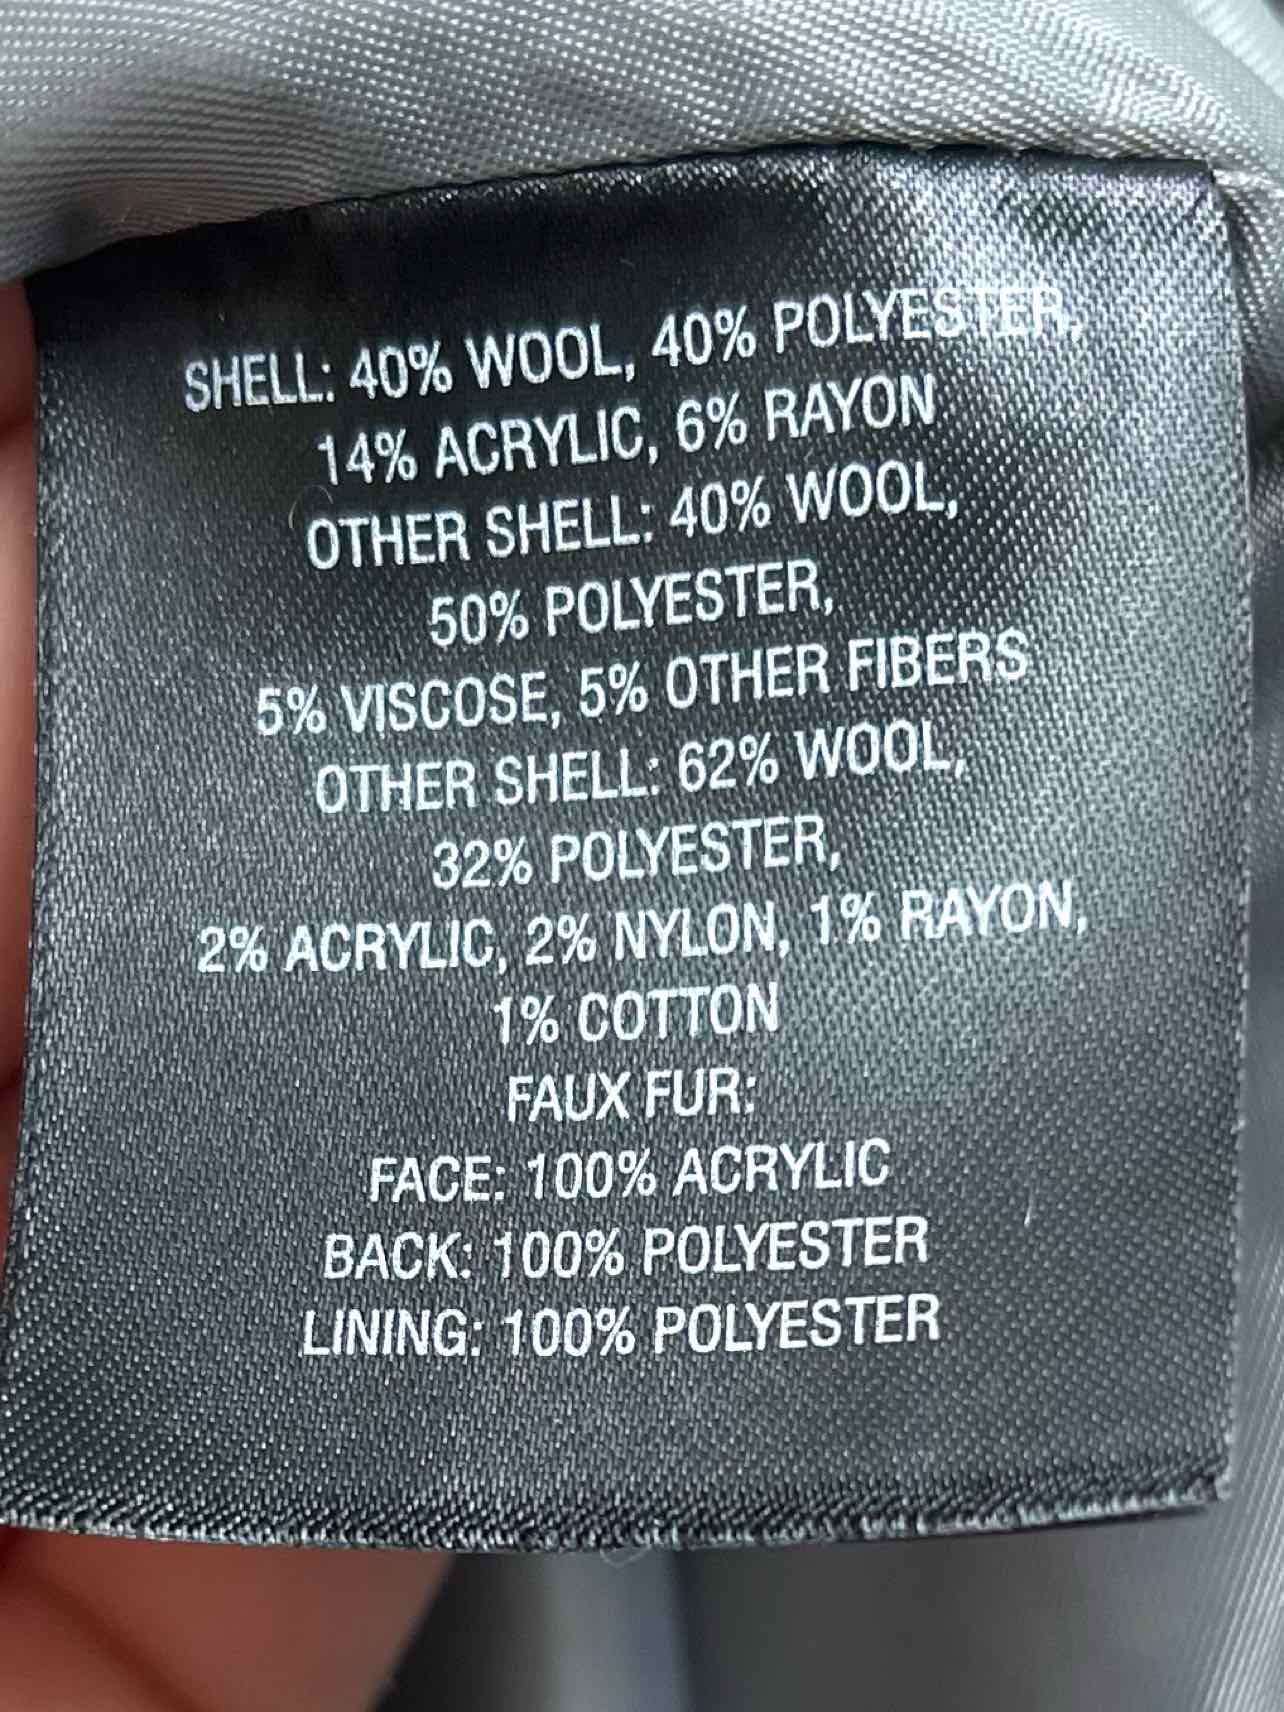 SHELL: 40% WOOL, 40% POLYESTER,
14% ACRYLIC, 6% RAYON
OTHER SHELL: 40% WOOL,
50% POLYESTER,
5% VISCOSE, 5% OTHER FIBERS
OTHER SHELL: 62% WOOL,
32% POLYESTER,
2% ACRYLIC, 2% NYLON, 1% RAYON,
1% COTTON
FAUX FUR:
FACE: 100% ACRYLIC
BACK: 100% POLYESTER
LINING: 100% POLYESTER